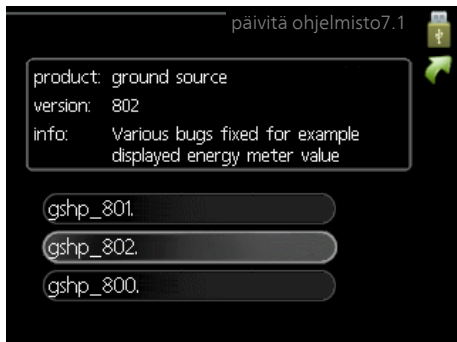 päivitä ohjelmisto7.1
product: ground source
version: 802
info: Various bugs fixed for example
displayed energy meter value
gshp_801.
gshp_802.
gshp_800.